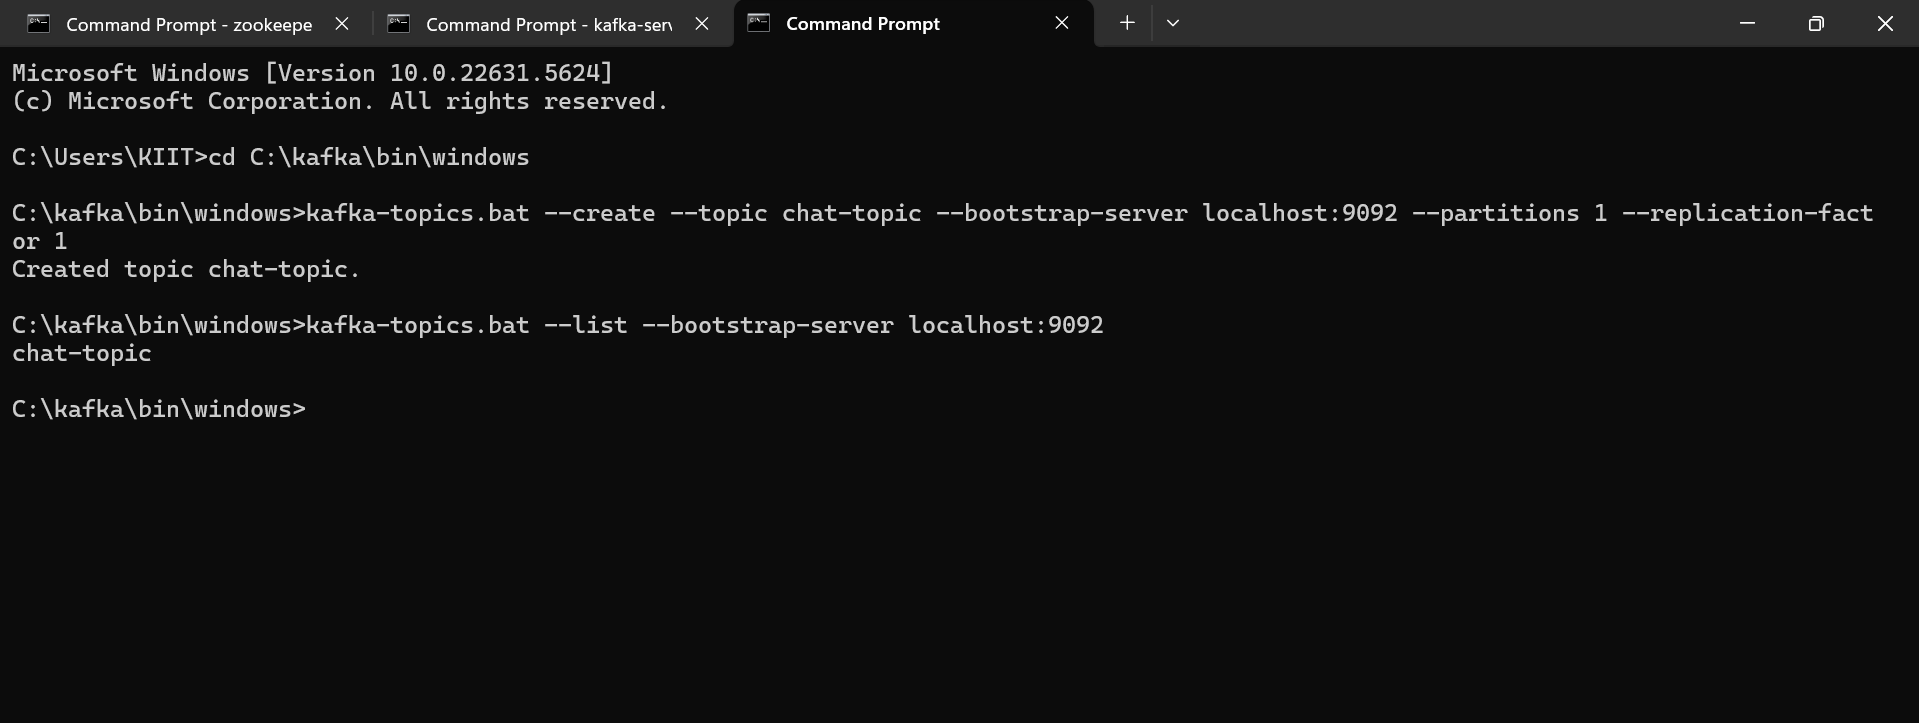 Command Prompt - zookeepe
Command Prompt - kafka-serv
Command Prompt
Microsoft Windows [Version 10.0.22631.5624]
(c) Microsoft Corporation. All rights reserved.
C:\Users\KIIT>cd C:\kafka\bin\windows
C:\kafka\bin\windows>kafka-topics.bat --create --topic chat-topic --bootstrap-server localhost:9092 --partitions 1 --replication-fact
or 1
Created topic chat-topic.
C:\kafka\bin\windows>kafka-topics.bat --list --bootstrap-server localhost:9092
chat-topic
C:\kafka\bin\windows>